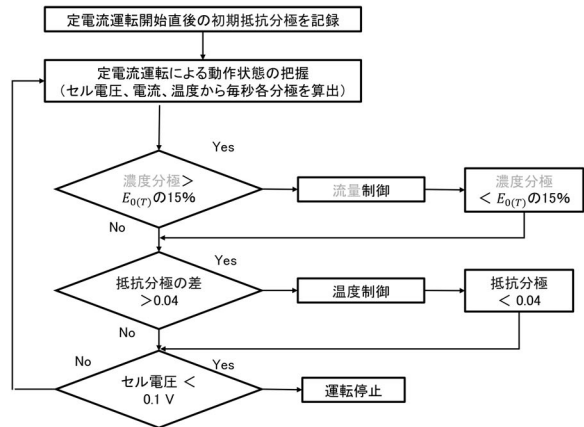 定電流運転開始直後の初期抵抗分極を記録
定電流運転による動作状態の把握
(セル電圧、電流、温度から毎秒各分極を算出)
Yes
濃度分極>
E0(T)の15%
流量制御
濃度分極
< E0(T)の15%
No
Yes
抵抗分極の差
>0.04
温度制御
抵抗分極
< 0.04
No
No
Yes
セル電圧 <
0.1 V
運転停止